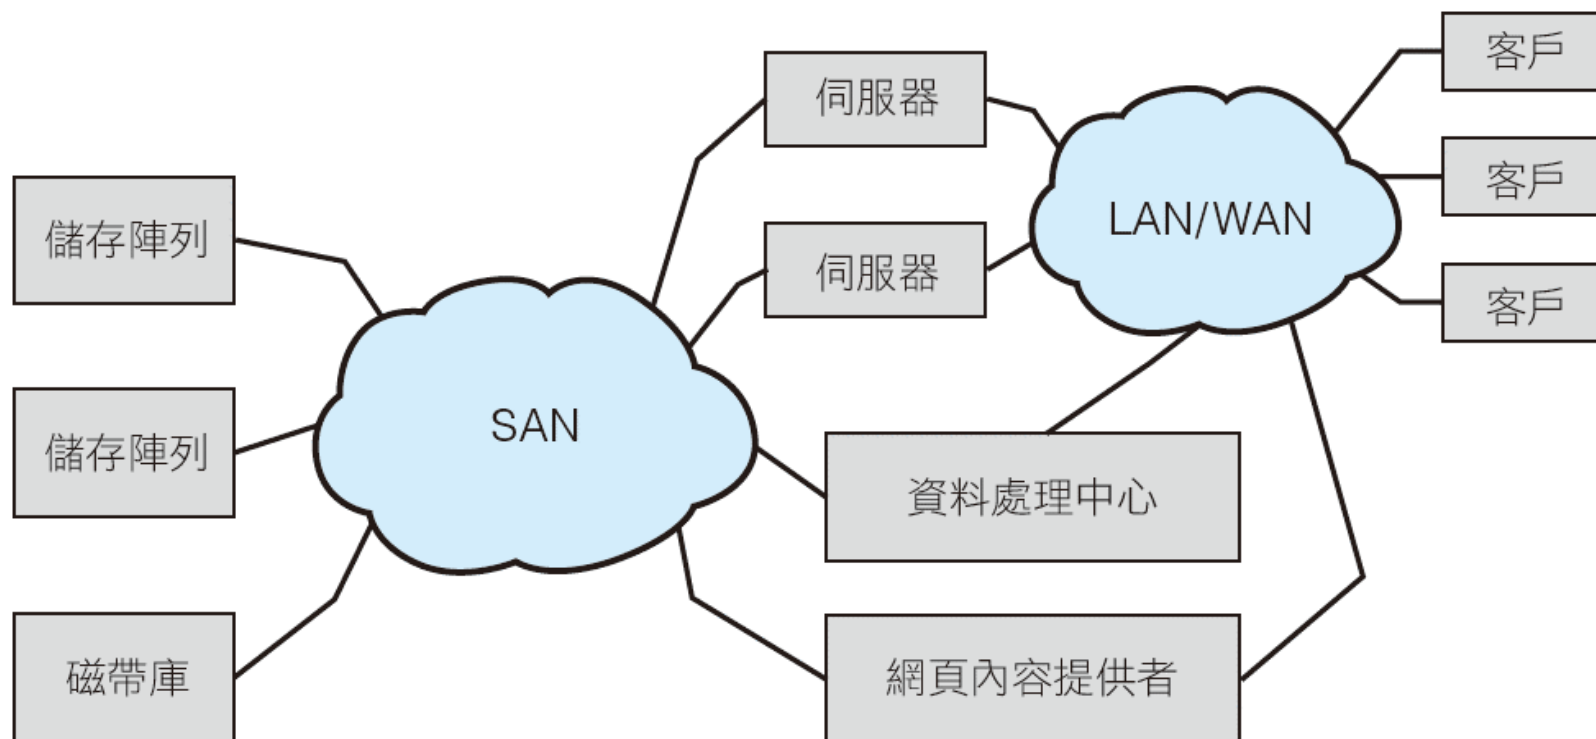 客戶
伺服器
客戶
儲存陣列
LAN/WAN
伺服器
客戶
SAN
儲存陣列
資料處理中心
磁帶庫
網頁內容提供者